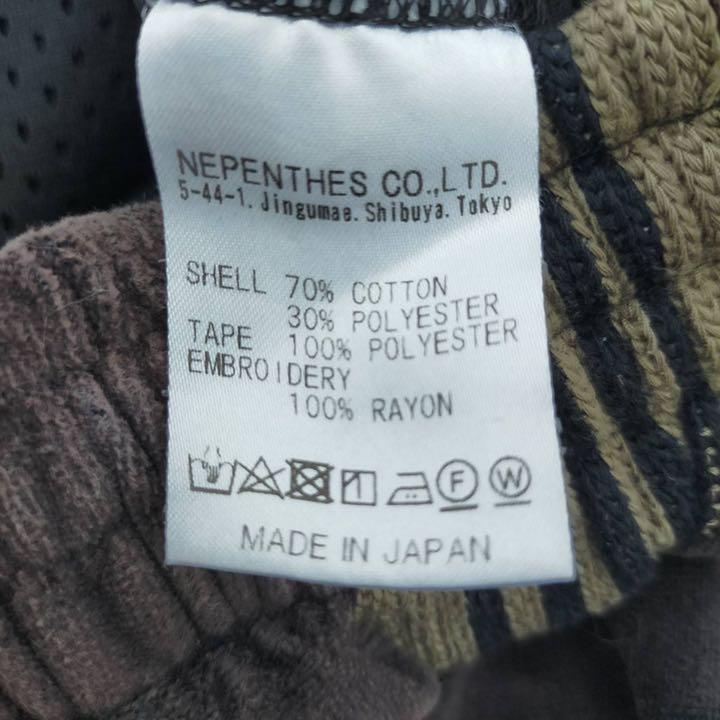 NEPENTHES CO.,LTD.
5-44-1. Jingumae. Shibuya. Tokyo
SHELL 70% COTTON
30% POLYESTER
TAPE 100% POLYESTER
EMBROIDERY
100% RAYON
F W
MADE IN JAPAN